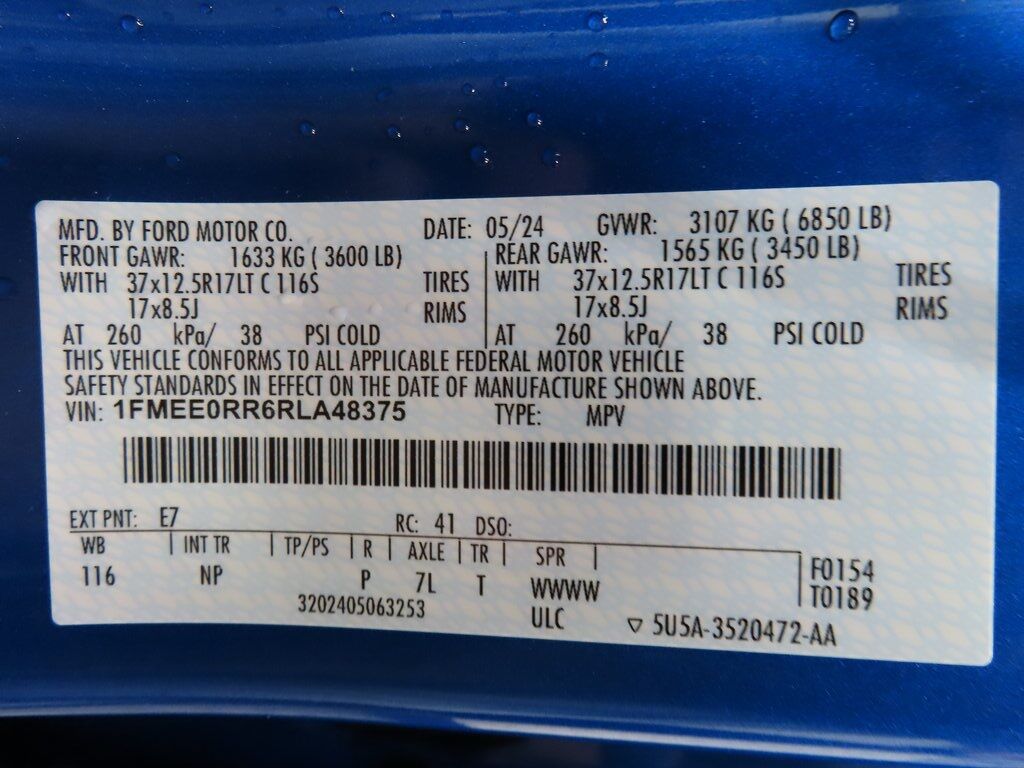 MFD. BY FORD MOTOR CO. DATE: 05/24 GVWR: 3107 KG ( 6850 LB)
FRONT GAWR: 1633 KG ( 3600 LB) REAR GAWR: 1565 KG ( 3450 LB)
WITH 37x12.5R17LT C 116S TIRES WITH 37x12.5R17LT C 116S TIRES
17x8.5J RIMS 17x8.5J RIMS
AT 260 kPa/ 38 PSI COLD AT 260 kPa/ 38 PSI COLD
THIS VEHICLE CONFORMS TO ALL APPLICABLE FEDERAL MOTOR VEHICLE
SAFETY STANDARDS IN EFFECT ON THE DATE OF MANUFACTURE SHOWN ABOVE.
VIN: 1FMEE0RR6RLA48375 TYPE: MPV
EXT PNT: E7 RC: 41 DSO:
WB INT TR TP/PS R AXLE TR SPR
116 NP P 7L T WWWW F0154
3202405063253 ULC T0189
▽ 5U5A-3520472-AA